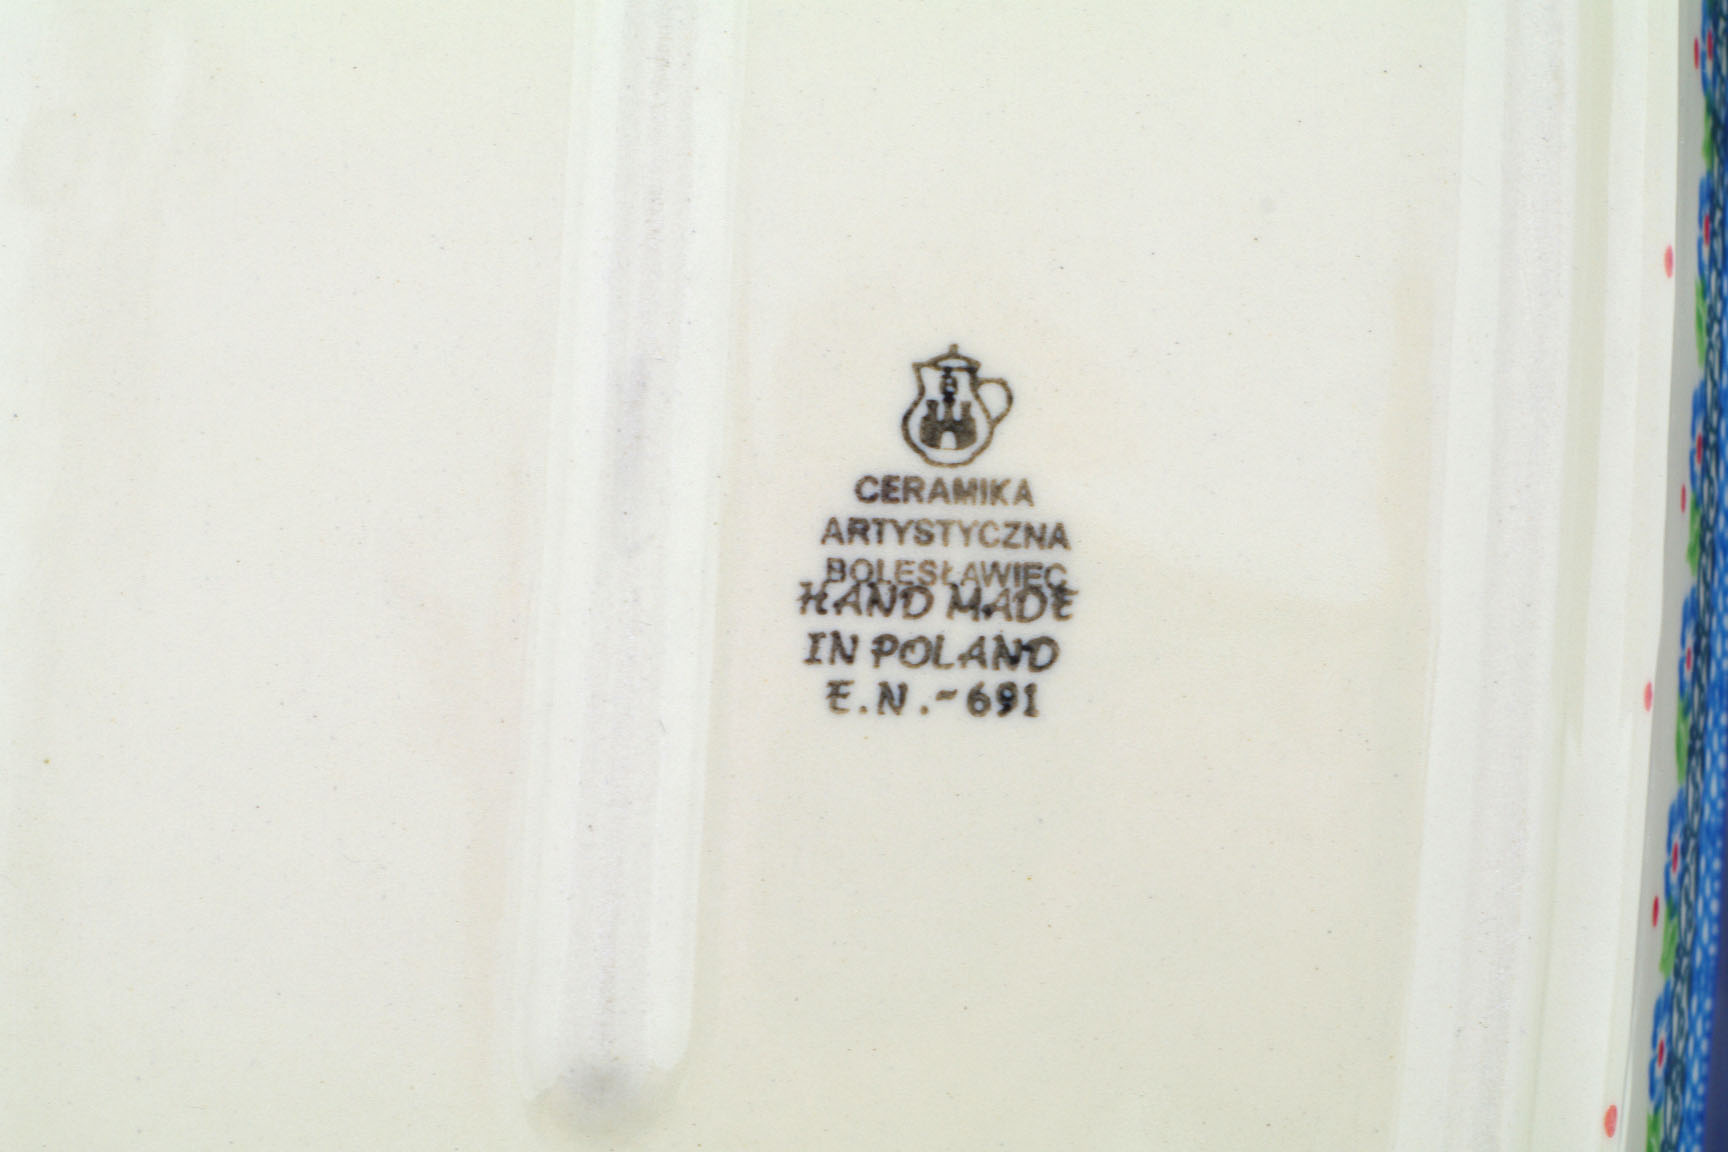 CERAMIKA
ARTYSTYCZNA
BOLESŁAWIEC
HAND MADE
IN POLAND
E.N.-691